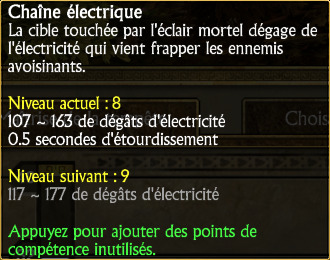 Chaîne électrique
La cible touchée par l'éclair mortel dégage de
l'électricité qui vient frapper les ennemis
avoisinants.
Niveau actuel : 8
107 ~ 163 de dégâts d'électricité
0.5 secondes d'étourdissement
Niveau suivant : 9
117 ~ 177 de dégâts d'électricité
Appuyez pour ajouter des points de
compétence inutilisés.
Chois